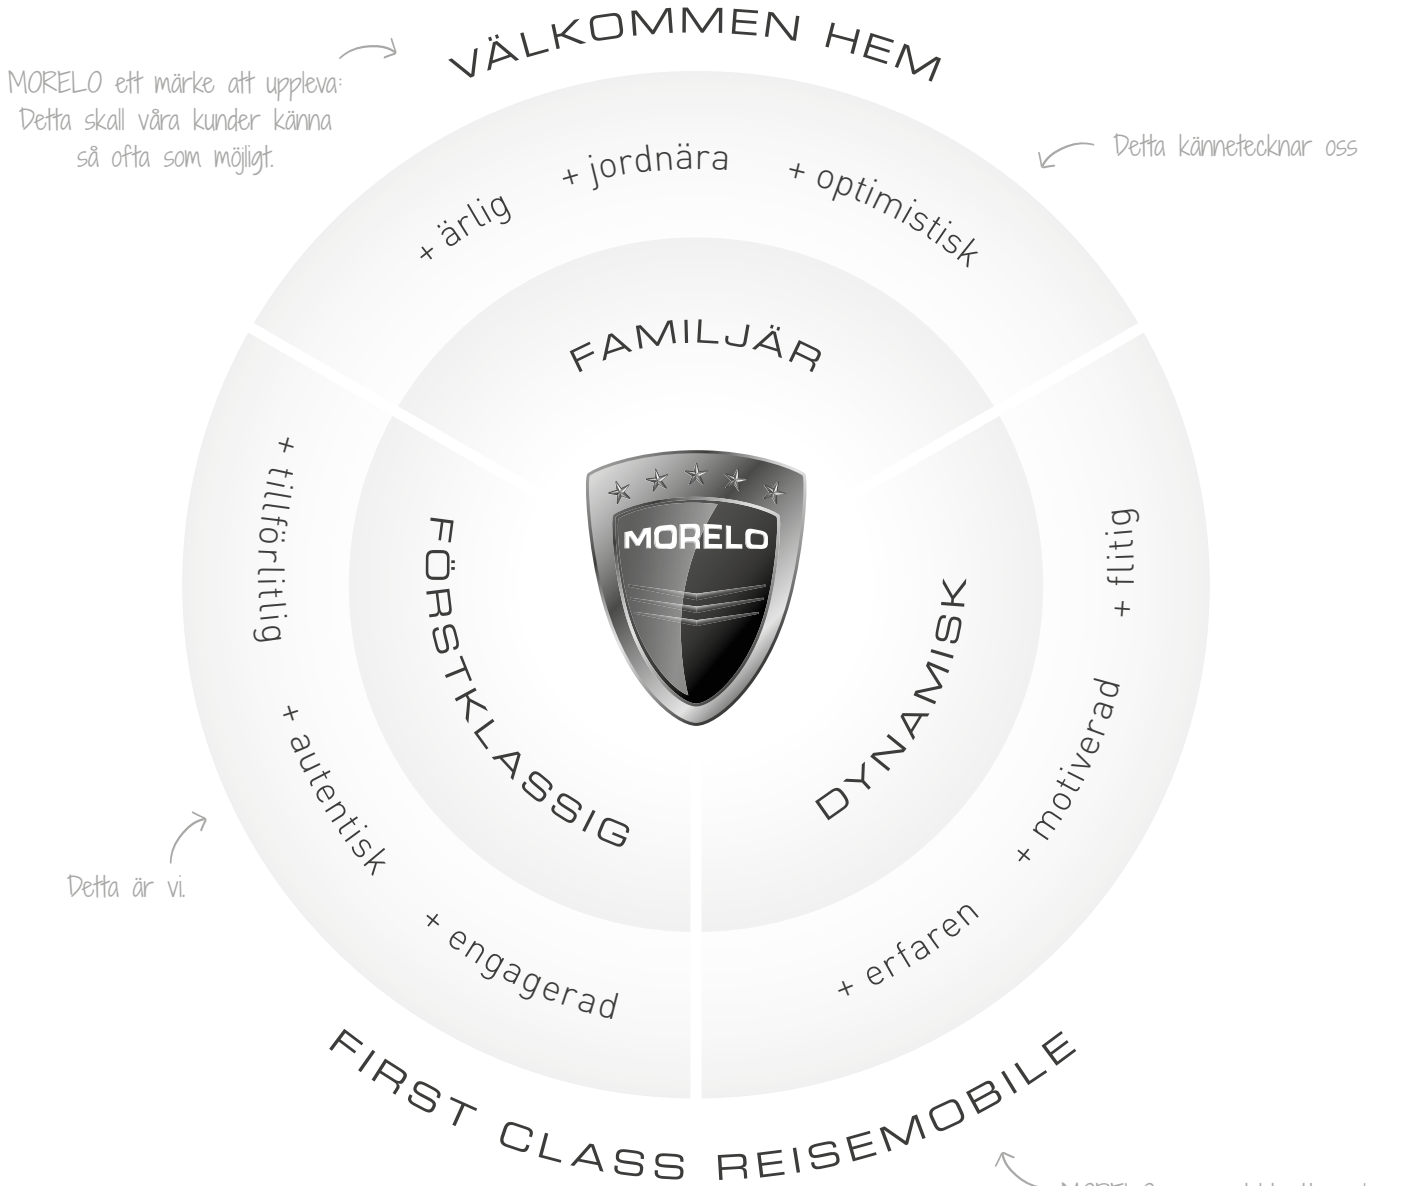 VÄLKOMMEN HEM
MORELO ett märke att uppleva:
Detta skall våra kunder känna
så ofta som möjligt.
Detta kännetecknar oss
+ ärlig
+ jordnära
+ optimistisk
FAMILJÄR
+ tillförlitlig
+ autentisk
+ engagerad
FÖRSTKLASSIG
MORELO
DYNAMISK
+ flitig
+ motiverad
+ erfaren
Detta är vi.
FIRST CLASS REISEMOBILE